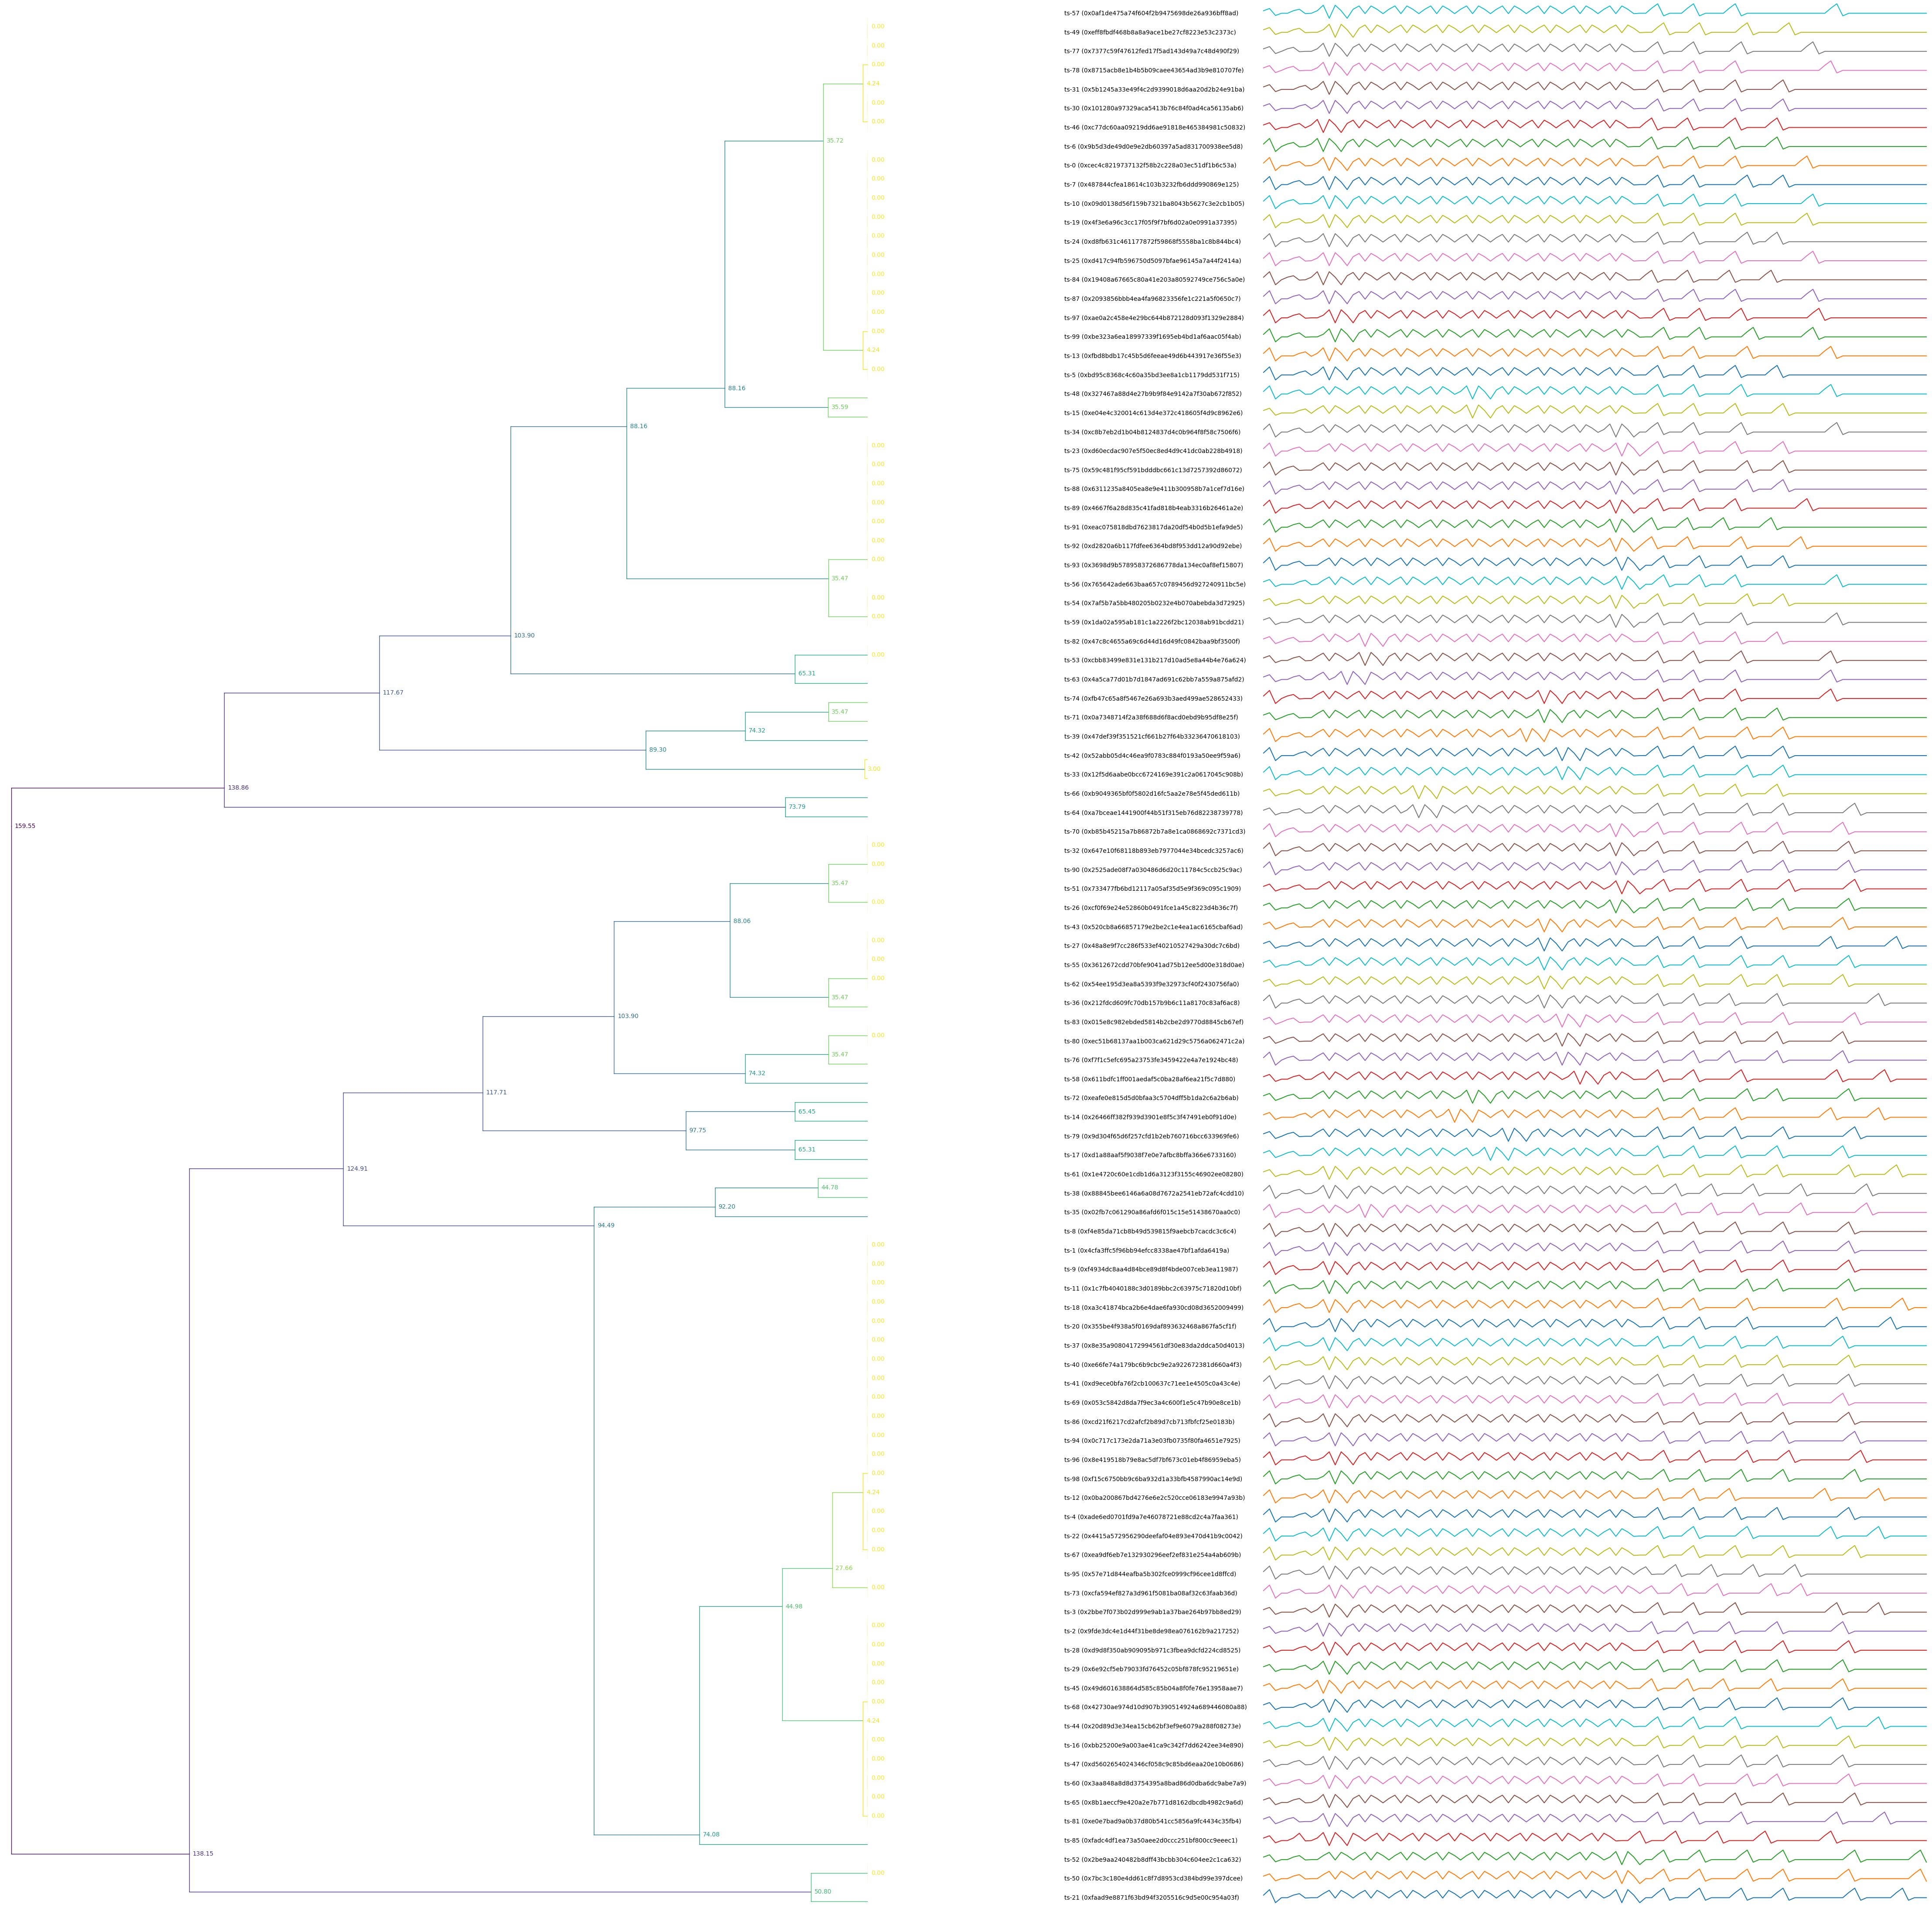 0.00
0.00
0.00
4.24
0.00
0.00
35.72
0.00
0.00
0.00
0.00
0.00
0.00
0.00
0.00
0.00
0.00
4.24
0.00
88.16
35.59
88.16
0.00
0.00
0.00
0.00
0.00
0.00
0.00
35.47
0.00
0.00
103.90
0.00
65.31
117.67
35.47
74.32
89.30
3.00
138.86
73.79
159.55
0.00
0.00
35.47
0.00
88.06
0.00
0.00
0.00
35.47
103.90
0.00
35.47
74.32
117.71
65.45
97.75
65.31
124.91
44.78
92.20
94.49
0.00
0.00
0.00
0.00
0.00
0.00
0.00
0.00
0.00
0.00
0.00
0.00
0.00
4.24
0.00
0.00
0.00
27.66
0.00
44.98
0.00
0.00
0.00
0.00
0.00
4.24
0.00
0.00
0.00
0.00
0.00
74.08
138.15
0.00
50.80
ts-57 (0x0af1de475a74f604f2b9475698de26a936bff8ad)
ts-49 (0xeff8fbdf468b8a8a9ace1be27cf8223e53c2373c)
ts-77 (0x7377c59f47612fed17f5ad143d49a7c48d490f29)
ts-78 (0x8715acb8e1b4b5b09caee43654ad3b9e810707fe)
ts-31 (0x5b1245a33e49f4c2d9399018d6aa20d2b24e91ba)
ts-30 (0x101280a97329aca5413b76c84f0ad4ca56135ab6)
ts-46 (0xc77dc60aa09219dd6ae91818e465384981c50832)
ts-6 (0x9b5d3de49d0e9e2db60397a5ad831700938ee5d8)
ts-0 (0xcec4c8219737132f58b2c228a03ec51df1b6c53a)
ts-7 (0x487844cfea18614c103b3232fb6ddd990869e125)
ts-10 (0x09d0138d56f159b7321ba8043b5627c3e2cb1b05)
ts-19 (0x4f3e6a96c3cc17f05f9f7bf6d02a0e0991a37395)
ts-24 (0xd8fb631c461177872f59868f5558ba1c8b844bc4)
ts-25 (0xd417c94fb596750d5097bfae96145a7a44f2414a)
ts-84 (0x19408a67665c80a41e203a80592749ce756c5a0e)
ts-87 (0x2093856bbb4ea4fa96823356fe1c221a5f0650c7)
ts-97 (0xae0a2c458e4e29bc644b872128d093f1329e2884)
ts-99 (0xbe323a6ea18997339f1695eb4bd1af6aac05f4ab)
ts-13 (0xfbd8bdb17c45b5d6feeae49d6b443917e36f55e3)
ts-5 (0xbd95c8368c4c60a35bd3ee8a1cb1179dd531f715)
ts-48 (0x327467a88d4e27b9b9f84e9142a7f30ab672f852)
ts-15 (0xe04e4c320014c613d4e372c418605f4d9c8962e6)
ts-34 (0xc8b7eb2d1b04b8124837d4c0b964f8f58c7506f6)
ts-23 (0xd60ecdac907e5f50ec8ed4d9c41dc0ab228b4918)
ts-75 (0x59c481f95cf591bdddbc661c13d7257392d86072)
ts-88 (0x6311235a8405ea8e9e411b300958b7a1cef7d16e)
ts-89 (0x4667f6a28d835c41fad818b4eab3316b26461a2e)
ts-91 (0xeac075818dbd7623817da20df54b0d5b1efa9de5)
ts-92 (0xd2820a6b117fdfee6364bd8f953dd12a90d92ebe)
ts-93 (0x3698d9b578958372686778da134ec0af8ef15807)
ts-56 (0x765642ade663baa657c0789456d927240911bc5e)
ts-54 (0x7af5b7a5bb480205b0232e4b070abebda3d72925)
ts-59 (0x1da02a595ab181c1a2226f2bc12038ab91bcdd21)
ts-82 (0x47c8c4655a69c6d44d16d49fc0842baa9bf3500f)
ts-53 (0xcbb83499e831e131b217d10ad5e8a44b4e76a624)
ts-63 (0x4a5ca77d01b7d1847ad691c62bb7a559a875afd2)
ts-74 (0xfb47c65a8f5467e26a693b3aed499ae528652433)
ts-71 (0x0a7348714f2a38f688d6f8acd0ebd9b95df8e25f)
ts-39 (0x47def39f351521cf661b27f64b33236470618103)
ts-42 (0x52abb05d4c46ea9f0783c884f0193a50ee9f59a6)
ts-33 (0x12f5d6aabe0bcc6724169e391c2a0617045c908b)
ts-66 (0xb9049365bf0f5802d16fc5aa2e78e5f45ded611b)
ts-64 (0xa7bceae1441900f44b51f315eb76d82238739778)
ts-70 (0xb85b45215a7b86872b7a8e1ca0868692c7371cd3)
ts-32 (0x647e10f68118b893eb7977044e34bcedc3257ac6)
ts-90 (0x2525ade08f7a030486d6d20c11784c5ccb25c9ac)
ts-51 (0x733477fb6bd12117a05af35d5e9f369c095c1909)
ts-26 (0xcf0f69e24e52860b0491fce1a45c8223d4b36c7f)
ts-43 (0x520cb8a66857179e2be2c1e4ea1ac6165cbaf6ad)
ts-27 (0x48a8e9f7cc286f533ef40210527429a30dc7c6bd)
ts-55 (0x3612672cdd70bfe9041ad75b12ee5d00e318d0ae)
ts-62 (0x54ee195d3ea8a5393f9e32973cf40f2430756fa0)
ts-36 (0x212fdcd609fc70db157b9b6c11a8170c83af6ac8)
ts-83 (0x015e8c982ebded5814b2cbe2d9770d8845cb67ef)
ts-80 (0xec51b68137aa1b003ca621d29c5756a062471c2a)
ts-76 (0xf7f1c5efc695a23753fe3459422e4a7e1924bc48)
ts-58 (0x611bdfc1ff001aedaf5c0ba28af6ea21f5c7d880)
ts-72 (0xeafe0e815d5d0bfaa3c5704dff5b1da2c6a2b6ab)
ts-14 (0x26466ff382f939d3901e8f5c3f47491eb0f91d0e)
ts-79 (0x9d304f65d6f257cfd1b2eb760716bcc633969fe6)
ts-17 (0xd1a88aaf5f9038f7e0e7afbc8bffa366e6733160)
ts-61 (0x1e4720c60e1cdb1d6a3123f3155c46902ee08280)
ts-38 (0x88845bee6146a6a08d7672a2541eb72afc4cdd10)
ts-35 (0x02fb7c061290a86afd6f015c15e51438670aa0c0)
ts-8 (0xf4e85da71cb8b49d539815f9aebcb7cacdc3c6c4)
ts-1 (0x4cfa3ffc5f96bb94efcc8338ae47bf1afda6419a)
ts-9 (0xf4934dc8aa4d84bce89d8f4bde007ceb3ea11987)
ts-11 (0x1c7fb4040188c3d0189bbc2c63975c71820d10bf)
ts-18 (0xa3c41874bca2b6e4dae6fa930cd08d3652009499)
ts-20 (0x355be4f938a5f0169daf893632468a867fa5cf1f)
ts-37 (0x8e35a90804172994561df30e83da2ddca50d4013)
ts-40 (0xe66fe74a179bc6b9cbc9e2a922672381d660a4f3)
ts-41 (0xd9ece0bfa76f2cb100637c71ee1e4505c0a43c4e)
ts-69 (0x053c5842d8da7f9ec3a4c600f1e5c47b90e8ce1b)
ts-86 (0xcd21f6217cd2afcf2b89d7cb713fbfcf25e0183b)
ts-94 (0x0c717c173e2da71a3e03fb0735f80fa4651e7925)
ts-96 (0x8e419518b79e8ac5df7bf673c01eb4f86959eba5)
ts-98 (0xf15c6750bb9c6ba932d1a33bfb4587990ac14e9d)
ts-12 (0x0ba200867bd4276e6e2c520cce06183e9947a93b)
ts-4 (0xade6ed0701fd9a7e46078721e88cd2c4a7faa361)
ts-22 (0x4415a572956290deefaf04e893e470d41b9c0042)
ts-67 (0xea9df6eb7e132930296eef2ef831e254a4ab609b)
ts-95 (0x57e71d844eafba5b302fce0999cf96cee1d8ffcd)
ts-73 (0xcfa594ef827a3d961f5081ba08af32c63faab36d)
ts-3 (0x2bbe7f073b02d999e9ab1a37bae264b97bb8ed29)
ts-2 (0x9fde3dc4e1d44f31be8de98ea076162b9a217252)
ts-28 (0xd9d8f350ab909095b971c3fbea9dcfd224cd8525)
ts-29 (0x6e92cf5eb79033fd76452c05bf878fc95219651e)
ts-45 (0x49d601638864d585c85b04a8f0fe76e13958aae7)
ts-68 (0x42730ae974d10d907b390514924a689446080a88)
ts-44 (0x20d89d3e34ea15cb62bf3ef9e6079a288f08273e)
ts-16 (0xbb25200e9a003ae41ca9c342f7dd6242ee34e890)
ts-47 (0xd5602654024346cf058c9c85bd6eaa20e10b0686)
ts-60 (0x3aa848a8d8d3754395a8bad86d0dba6dc9abe7a9)
ts-65 (0x8b1aeccf9e420a2e7b771d8162dbcdb4982c9a6d)
ts-81 (0xe0e7bad9a0b37d80b541cc5856a9fc4434c35fb4)
ts-85 (0xfadc4df1ea73a50aee2d0ccc251bf800cc9eeec1)
ts-52 (0x2be9aa240482b8dff43bcbb304c604ee2c1ca632)
ts-50 (0x7bc3c180e4dd61c8f7d8953cd384bd99e397dcee)
ts-21 (0xfaad9e8871f63bd94f3205516c9d5e00c954a03f)